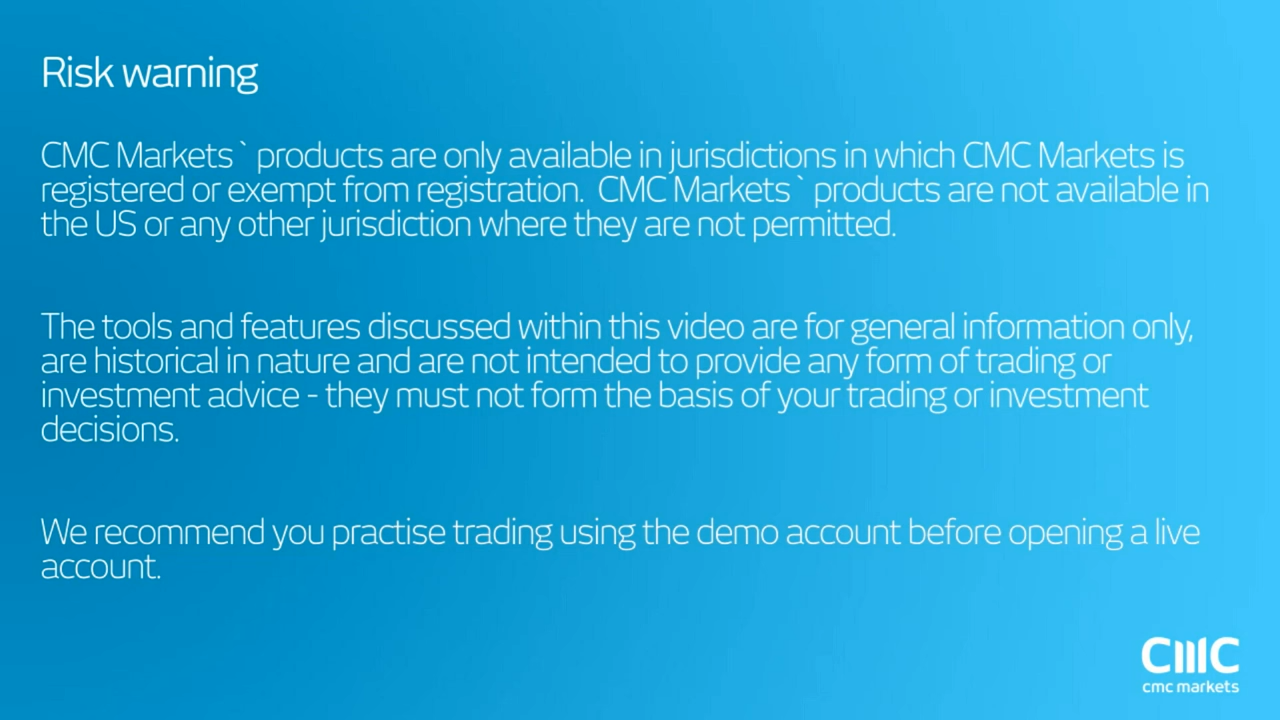 Risk warning
CMC Markets` products are only available in jurisdictions in which CMC Markets is
registered or exempt from registration.  CMC Markets` products are not available in
the US or any other jurisdiction where they are not permitted.
The tools and features discussed within this video are for general information only,
are historical in nature and are not intended to provide any form of trading or
investment advice - they must not form the basis of your trading or investment
decisions.
We recommend you practise trading using the demo account before opening a live
account.
CMC
cmc markets